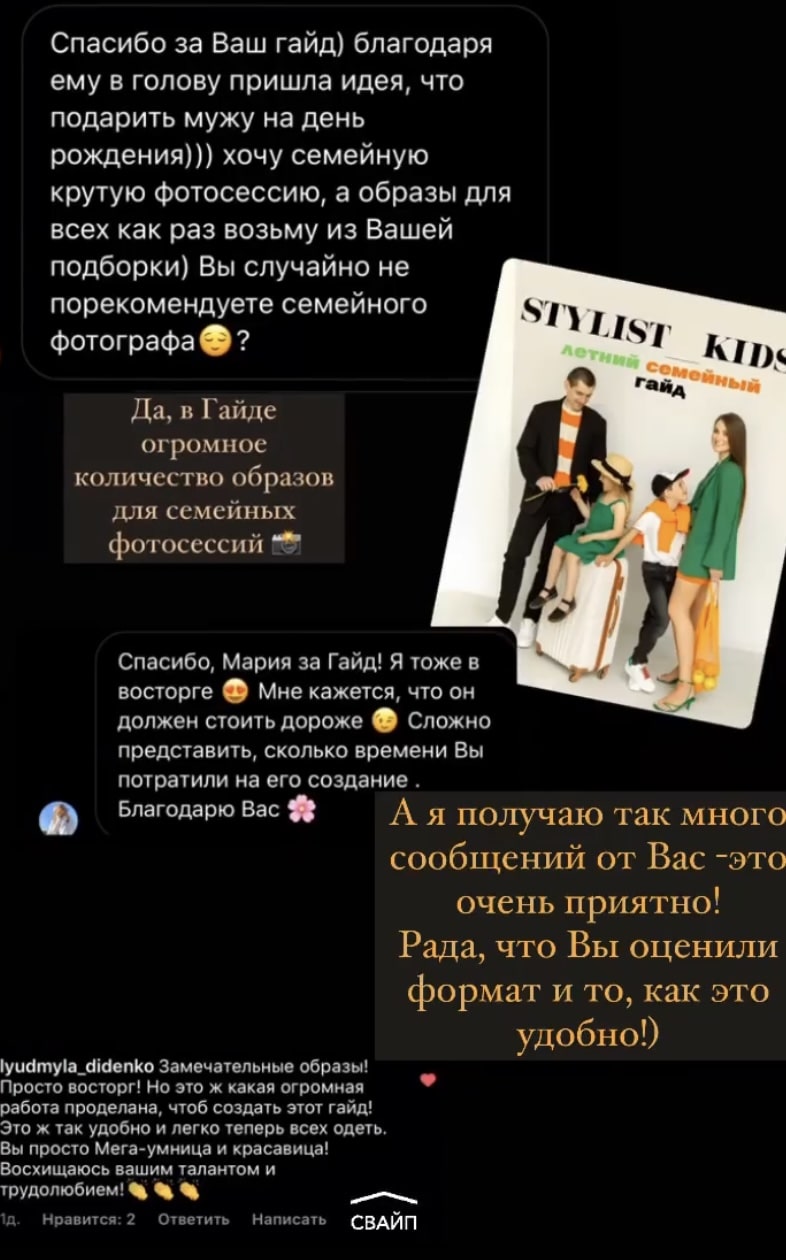 Спасибо за Ваш гайд) благодаря
ему в голову пришла идея, что
подарить мужу на день
рождения))) хочу семейную
крутую фотосессию, а образы для
всех как раз возьму из Вашей
подборки) Вы случайно не
порекомендуете семейного
фотографа😌?
STYLIST__KIDS
летний семейный
гайд
Да, в Гайде
огромное
количество образов
для семейных
фотосессий 📸
Спасибо, Мария за Гайд! Я тоже в
восторге 😍 Мне кажется, что он
должен стоить дороже 😉 Сложно
представить, сколько времени Вы
потратили на его создание .
Благодарю Вас 🌸
А я получаю так много
сообщений от Вас -это
очень приятно!
Рада, что Вы оценили
формат и то, как это
удобно!)
lyudmyla_didenko Замечательные образы!
Просто восторг! Но это ж какая огромная
работа проделана, чтоб создать этот гайд!
Это ж так удобно и легко теперь всех одеть.
Вы просто Мега-умница и красавица!
Восхищаюсь вашим талантом и
трудолюбием!👏👏👏
1д. Нравится: 2 Ответить Написать
СВАЙП